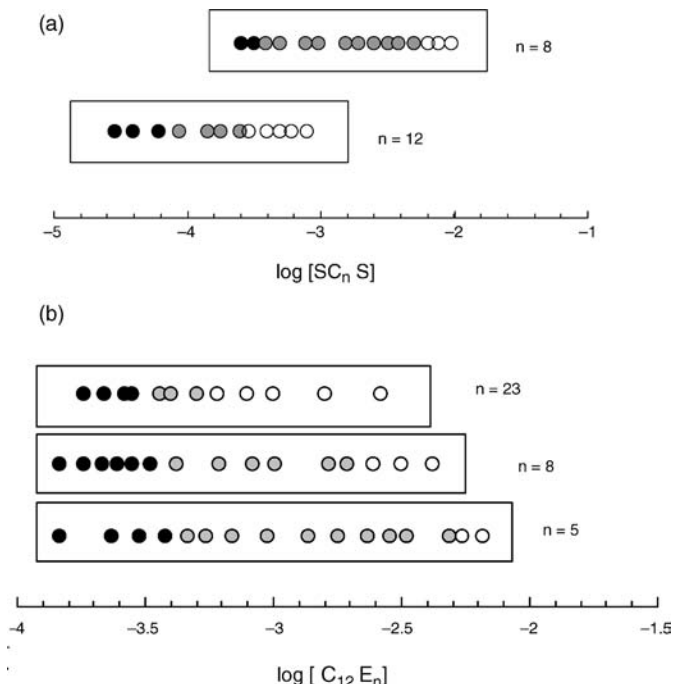 (a)
n = 8
n = 12
−5 −4 −3 −2 −1
log [SCn S]
(b)
n = 23
n = 8
n = 5
−4 −3.5 −3 −2.5 −2 −1.5
log [ C12 En]